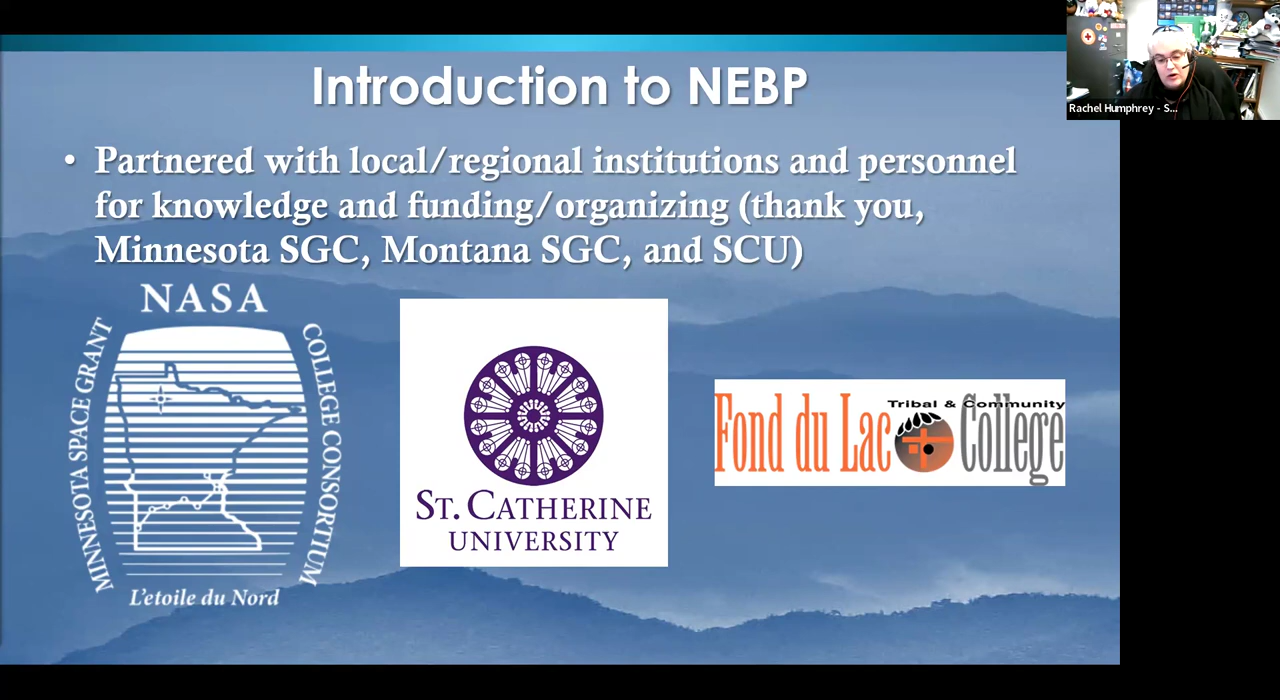 Introduction to NEBP
Rachel Humphrey - S...
• Partnered with local/regional institutions and personnel
for knowledge and funding/organizing (thank you,
Minnesota SGC, Montana SGC, and SCU)
NASA
MINNESOTA SPACE GRANT
COLLEGE CONSORTIUM
L'etoile du Nord
ST. CATHERINE
UNIVERSITY
Tribal & Community
Fond du Lac College